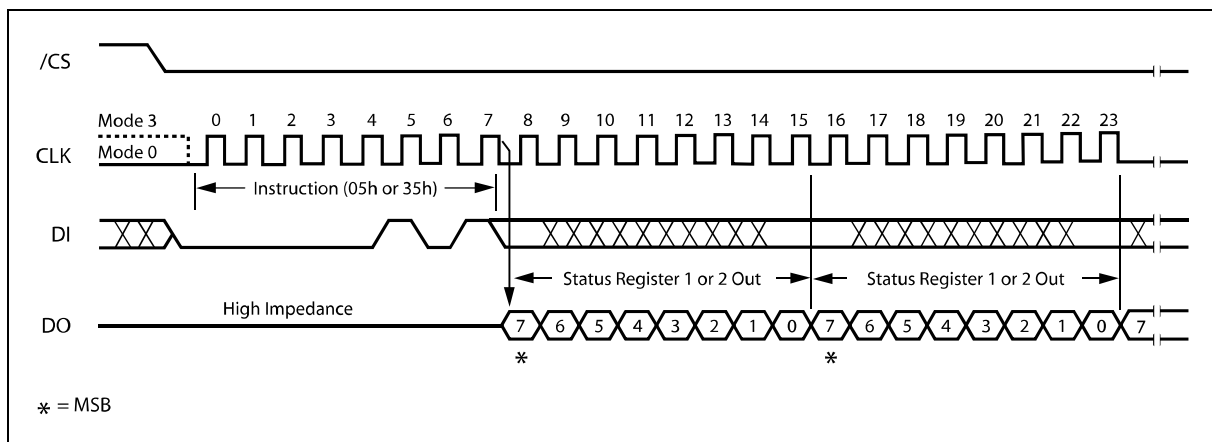 /CS
Mode 3
0 1 2 3 4 5 6 7 8 9 10 11 12 13 14 15 16 17 18 19 20 21 22 23
CLK
Mode 0
Instruction (05h or 35h)
DI
Status Register 1 or 2 Out
Status Register 1 or 2 Out
High Impedance
DO
7 6 5 4 3 2 1 0 7 6 5 4 3 2 1 0 7
* *
* = MSB